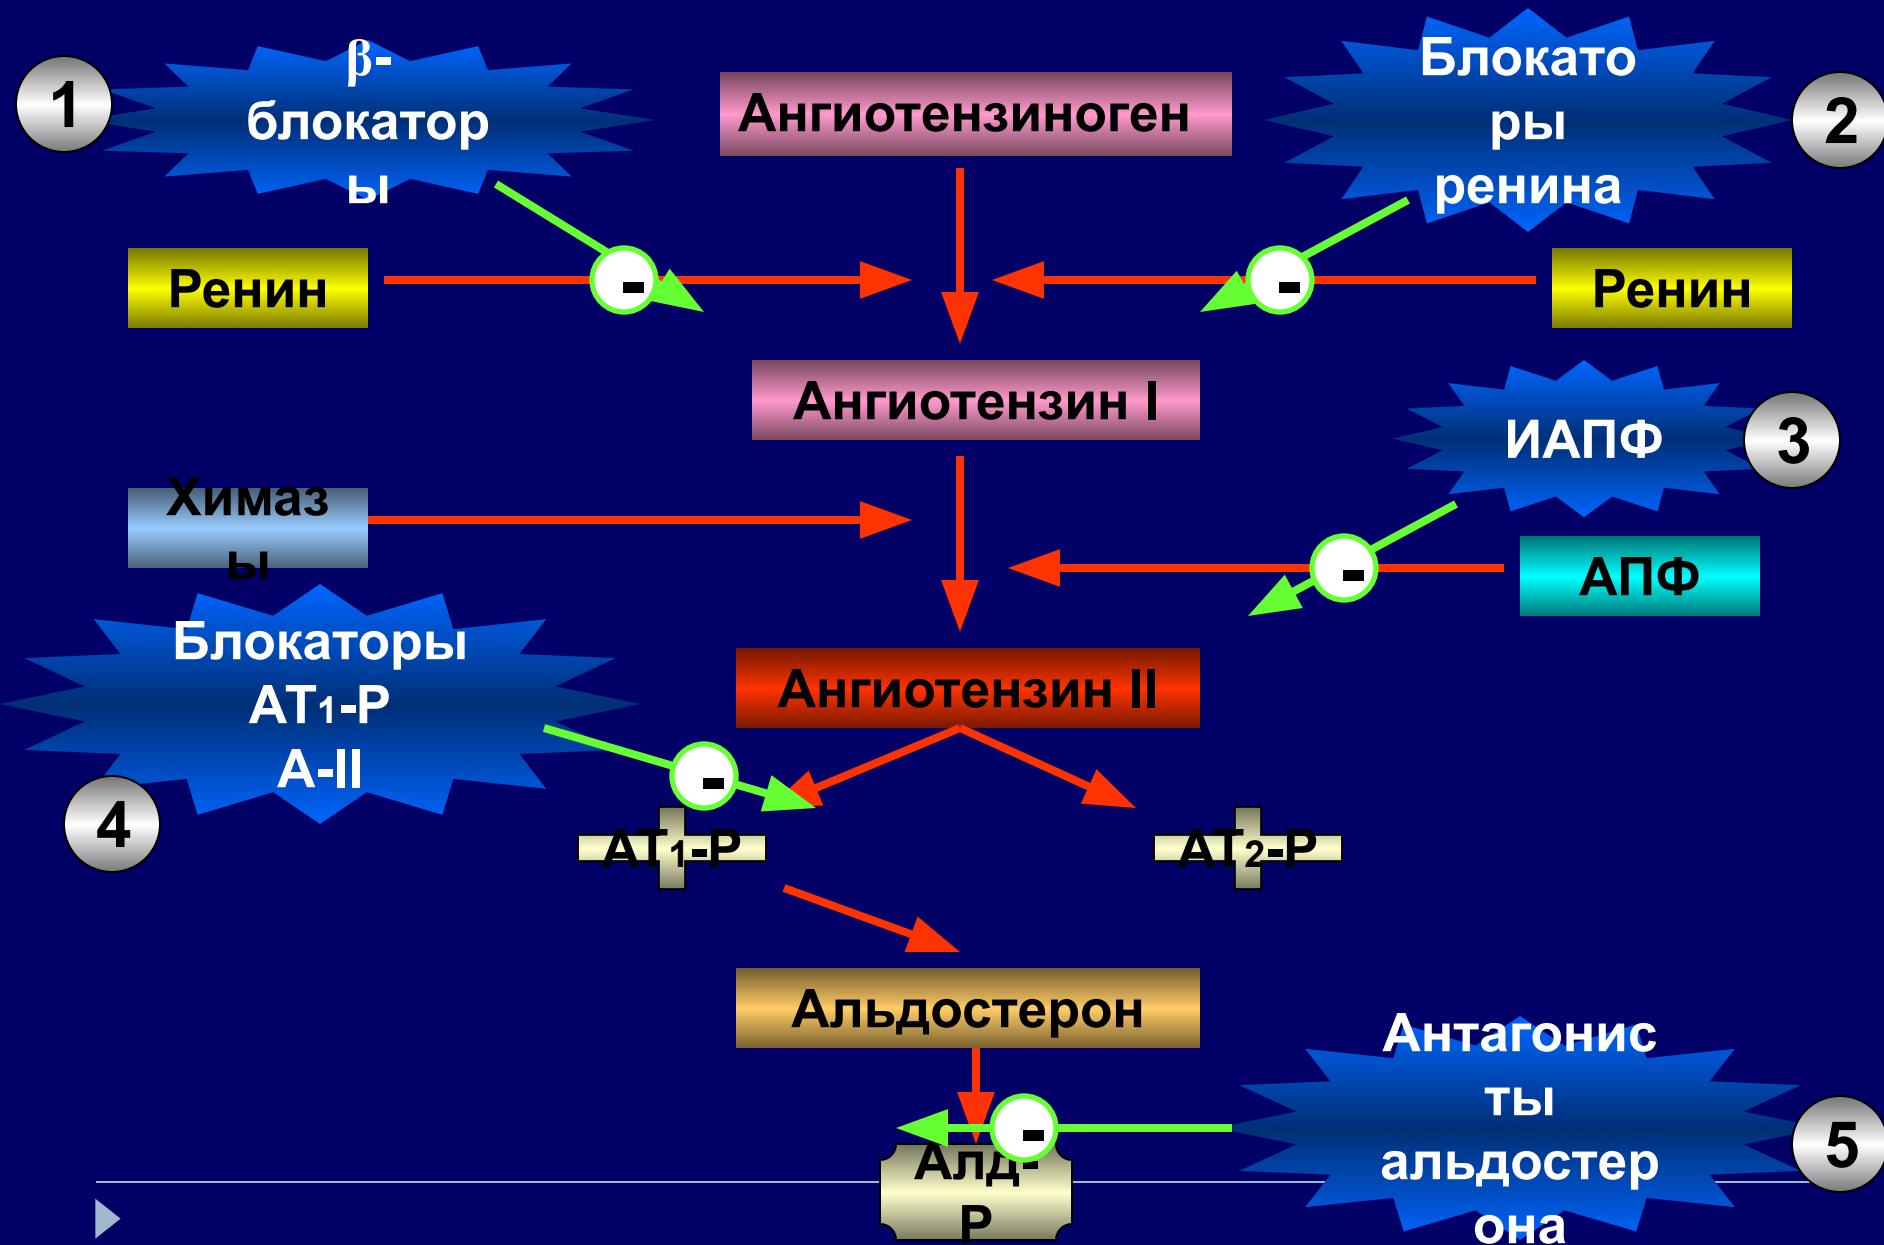 1
β-
блокатор
ы
Ангиотензиноген
Блокато
ры
ренина
2
Ренин
-
-
Ренин
Ангиотензин I
ИАПФ
3
Химаз
ы
-
АПФ
Блокаторы
АТ1-Р
А-II
4
Ангиотензин II
-
АТ1-Р
АТ2-Р
Альдостерон
Антагонис
ты
альдостер
она
5
-
Алд-
Р